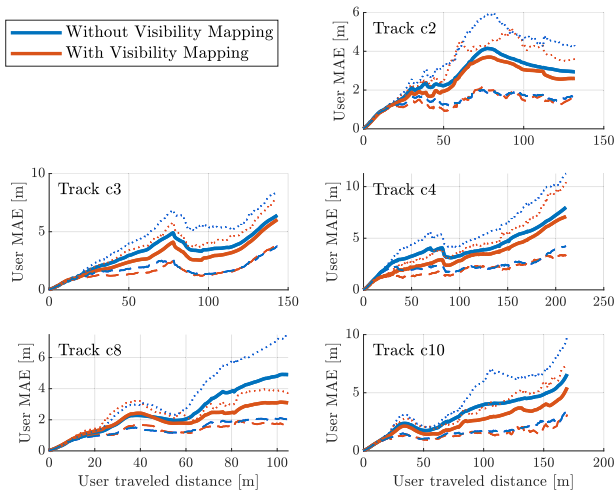 Without Visibility Mapping
With Visibility Mapping
Track c2
User MAE [m]
6
4
2
0
0 50 100 150
Track c3
User MAE [m]
10
5
0
0 50 100 150
Track c4
User MAE [m]
10
5
0
0 50 100 150 200 250
Track c8
User MAE [m]
6
4
2
0
0 20 40 60 80 100
User traveled distance [m]
Track c10
User MAE [m]
10
5
0
0 50 100 150 200
User traveled distance [m]